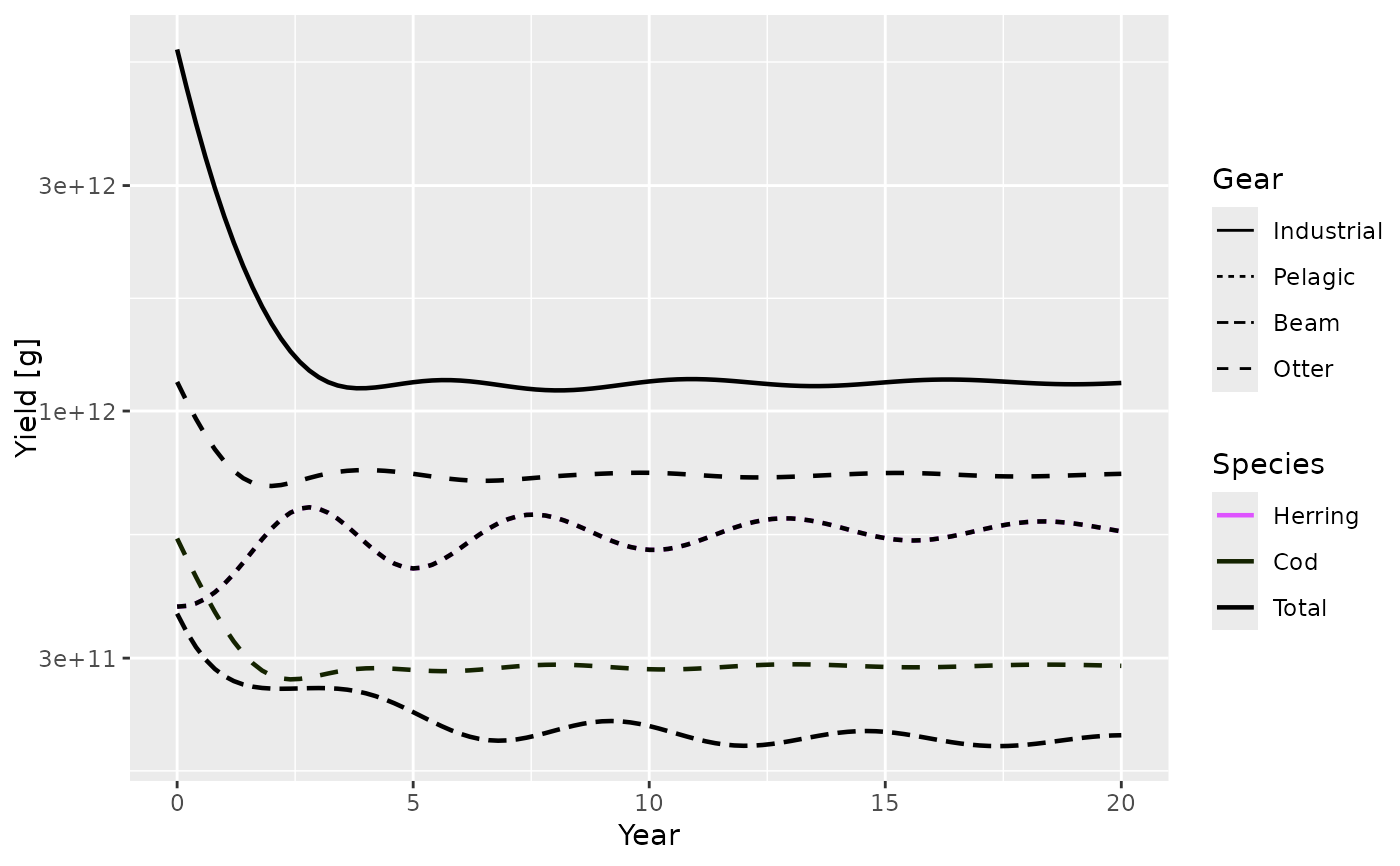 Yield [g]
3e+12
1e+12
3e+11
0 5 10 15 20
Year
Gear
Industrial
Pelagic
Beam
Otter
Species
Herring
Cod
Total